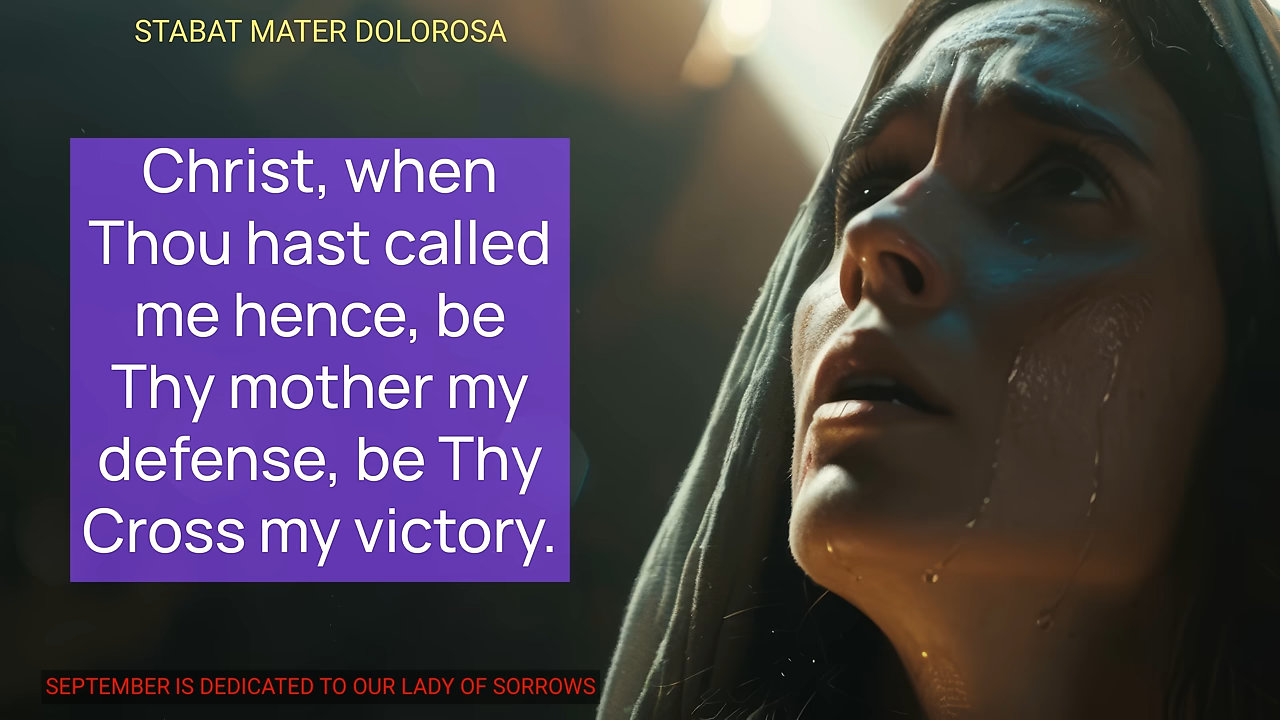 STABAT MATER DOLOROSA
Christ, when
Thou hast called
me hence, be
Thy mother my
defense, be Thy
Cross my victory.
SEPTEMBER IS DEDICATED TO OUR LADY OF SORROWS